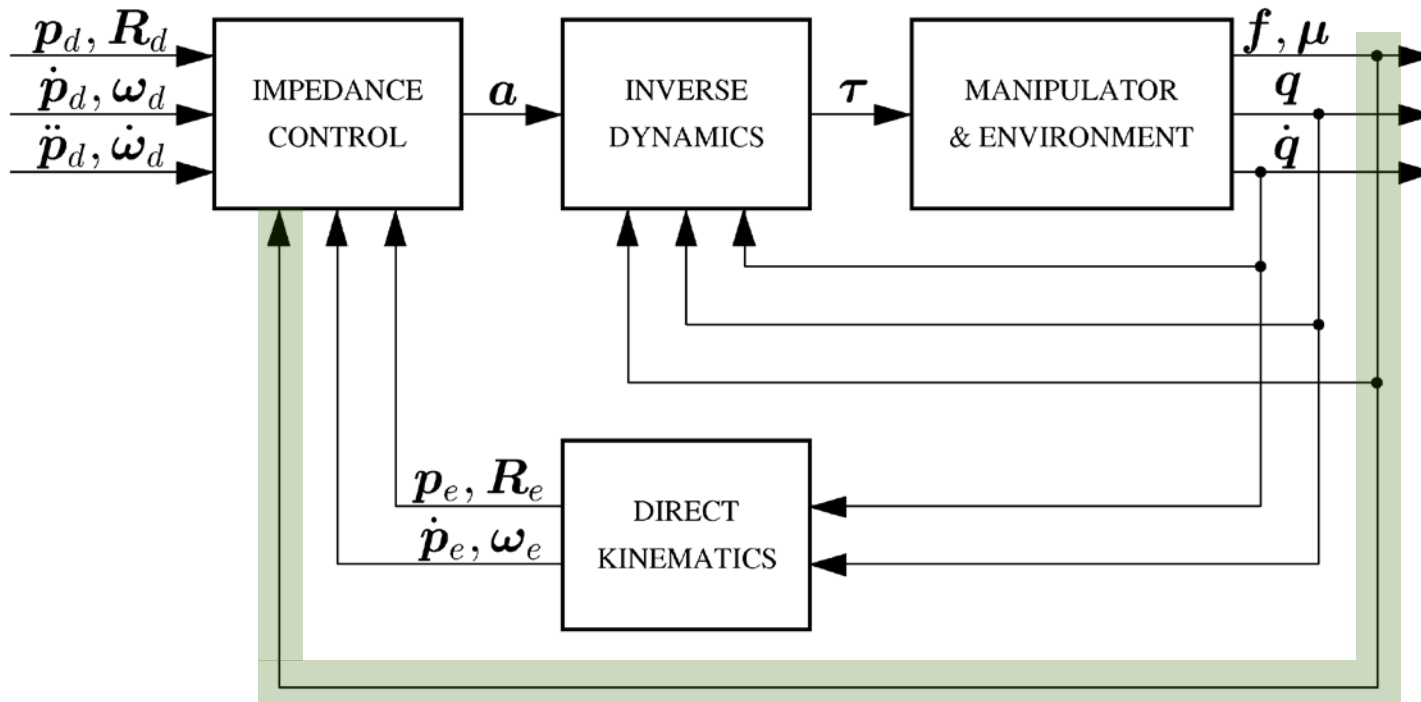 p_d, R_d
ṗ_d, ω_d
p̈_d, ω̇_d
IMPEDANCE
CONTROL
a
INVERSE
DYNAMICS
τ
MANIPULATOR
& ENVIRONMENT
f, μ
q
q̇
p_e, R_e
ṗ_e, ω_e
DIRECT
KINEMATICS